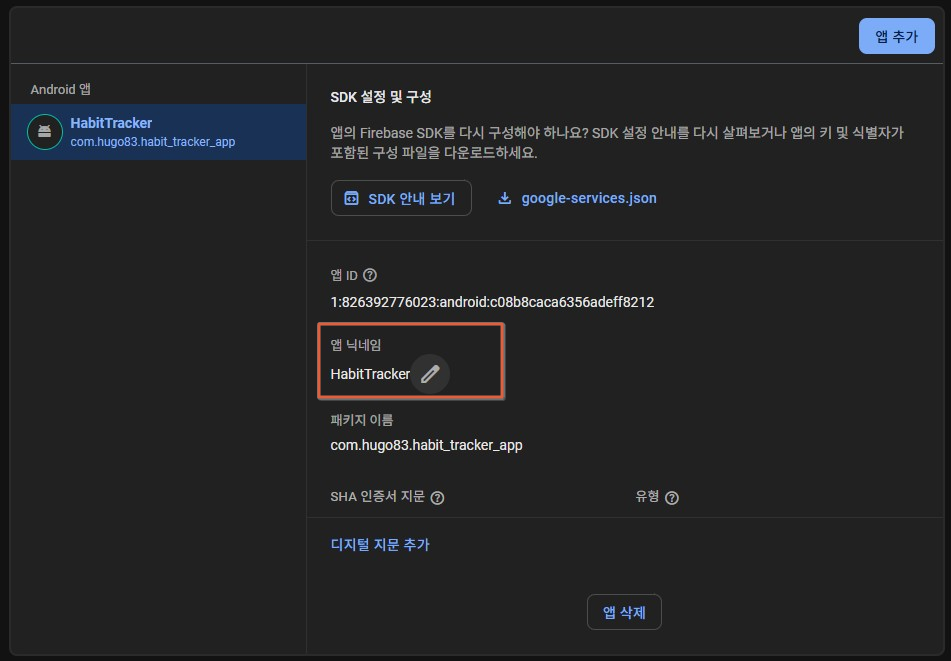 앱 추가
Android 앱
HabitTracker
com.hugo83.habit_tracker_app
SDK 설정 및 구성
앱의 Firebase SDK를 다시 구성해야 하나요? SDK 설정 안내를 다시 살펴보거나 앱의 키 및 식별자가
포함된 구성 파일을 다운로드하세요.
SDK 안내 보기
google-services.json
앱 ID
1:826392776023:android:c08b8caca6356adeff8212
앱 닉네임
HabitTracker
패키지 이름
com.hugo83.habit_tracker_app
SHA 인증서 지문
유형
디지털 지문 추가
앱 삭제